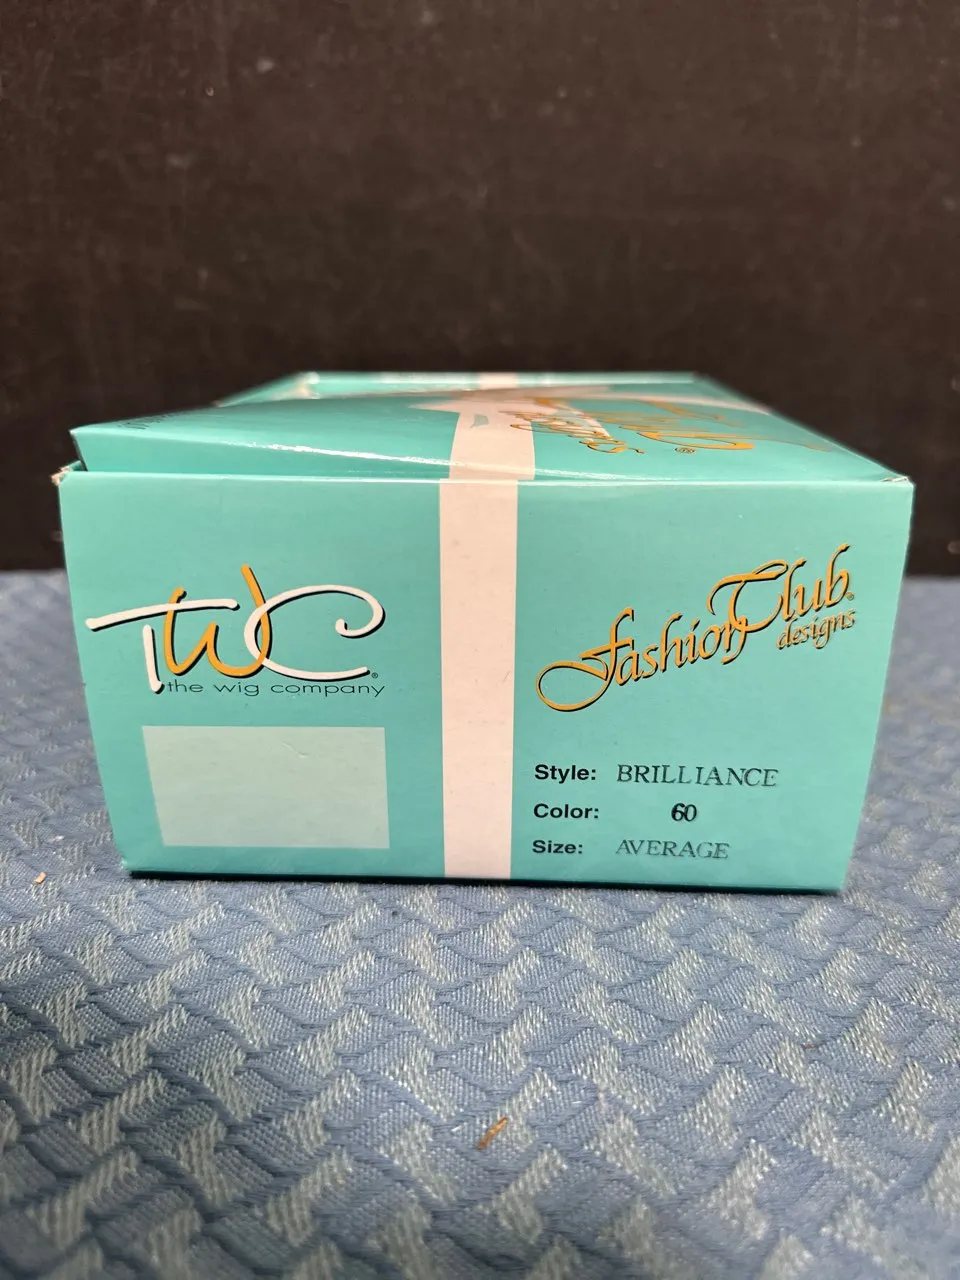 TWC®
the wig company
Fashion Club®
designs
Style: BRILLIANCE
Color: 60
Size: AVERAGE